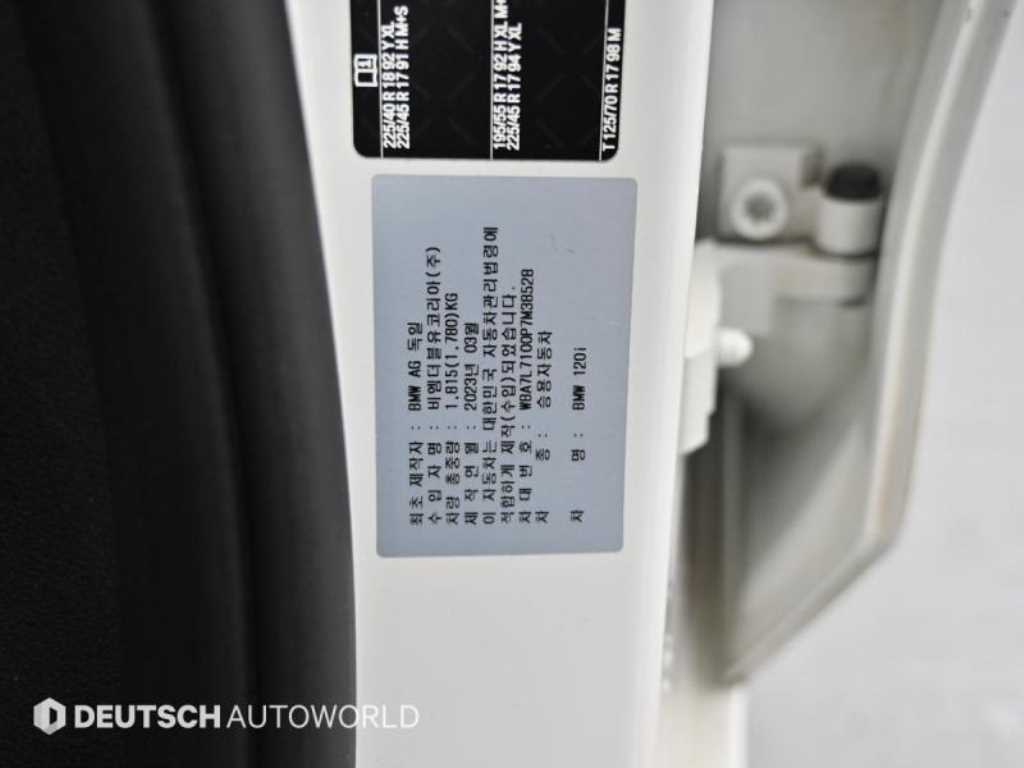 225/40 R 18 92 Y XL
225/45 R 17 91 H M+S
195/55 R 17 92 H XL M+
225/45 R 17 94 Y XL
T 125/70 R 17 98 M
최초 제작자 : BMW AG 독일
수 입 자 명 : 비엠더블유코리아(주)
차량 총중량 : 1,815(1,780)KG
제 작 연 월 : 2023년 03월
이 자동차는 대한민국 자동차관리법령에
적합하게 제작(수입)되었습니다.
차 대 번 호 : WBA7L7100P7M38528
차 종 : 승용자동차
차 명 : BMW 120i
DEUTSCH AUTOWORLD